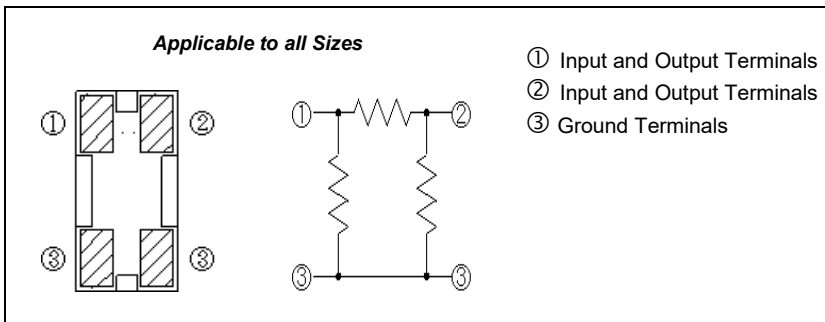 Applicable to all Sizes
① Input and Output Terminals
② Input and Output Terminals
③ Ground Terminals
① ②
③ ③
① ②
③ ③